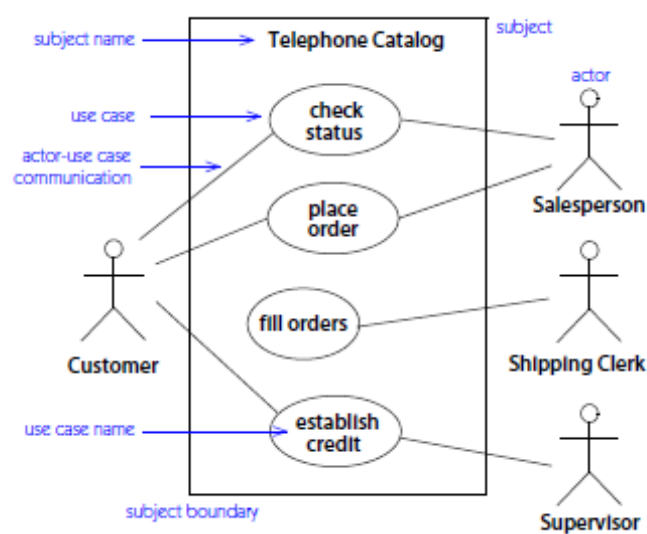 subject name
Telephone Catalog
subject
use case
check
status
actor
actor-use case
communication
place
order
Salesperson
fill orders
Customer
Shipping Clerk
use case name
establish
credit
subject boundary
Supervisor